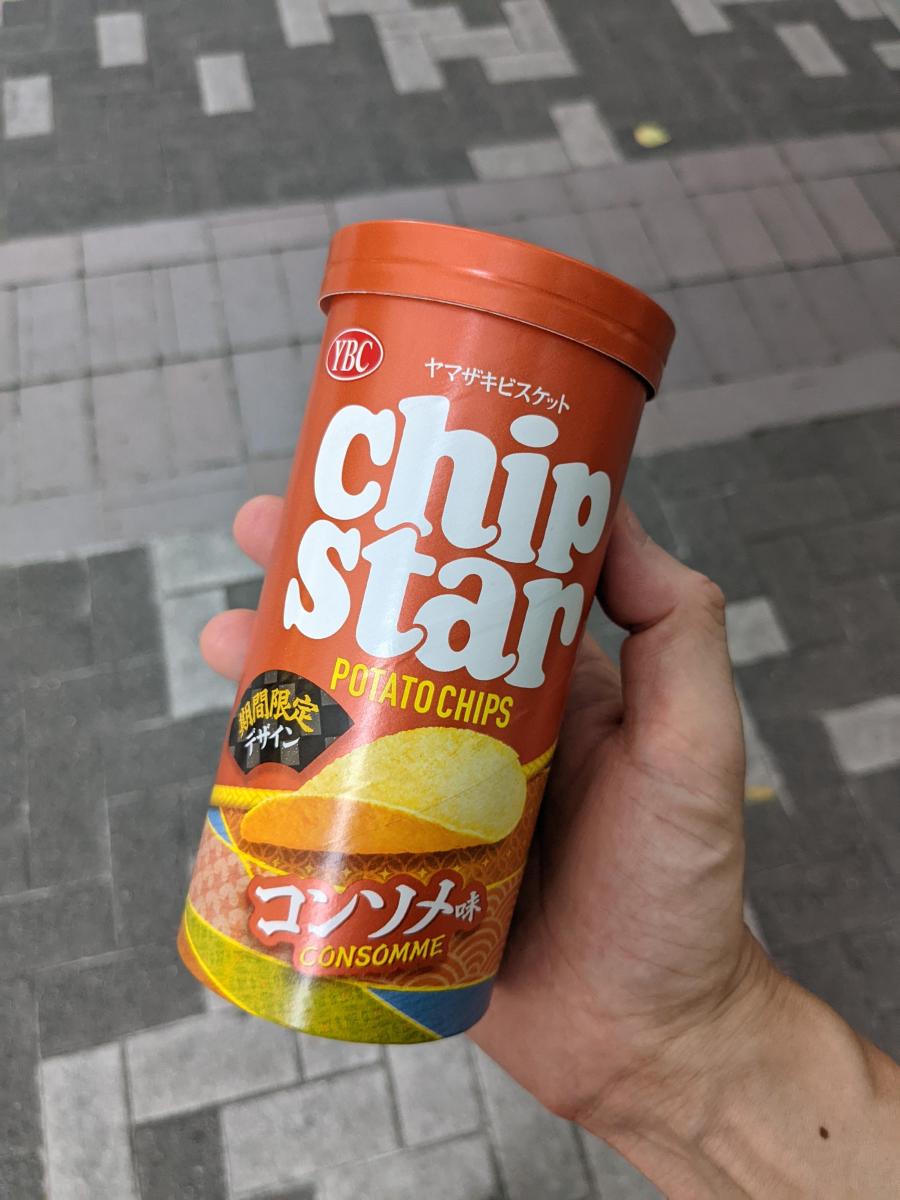 YBC
ヤマザキビスケット
Chip
Star
POTATO CHIPS
期間限定
デザイン
コンソメ味
CONSOMME